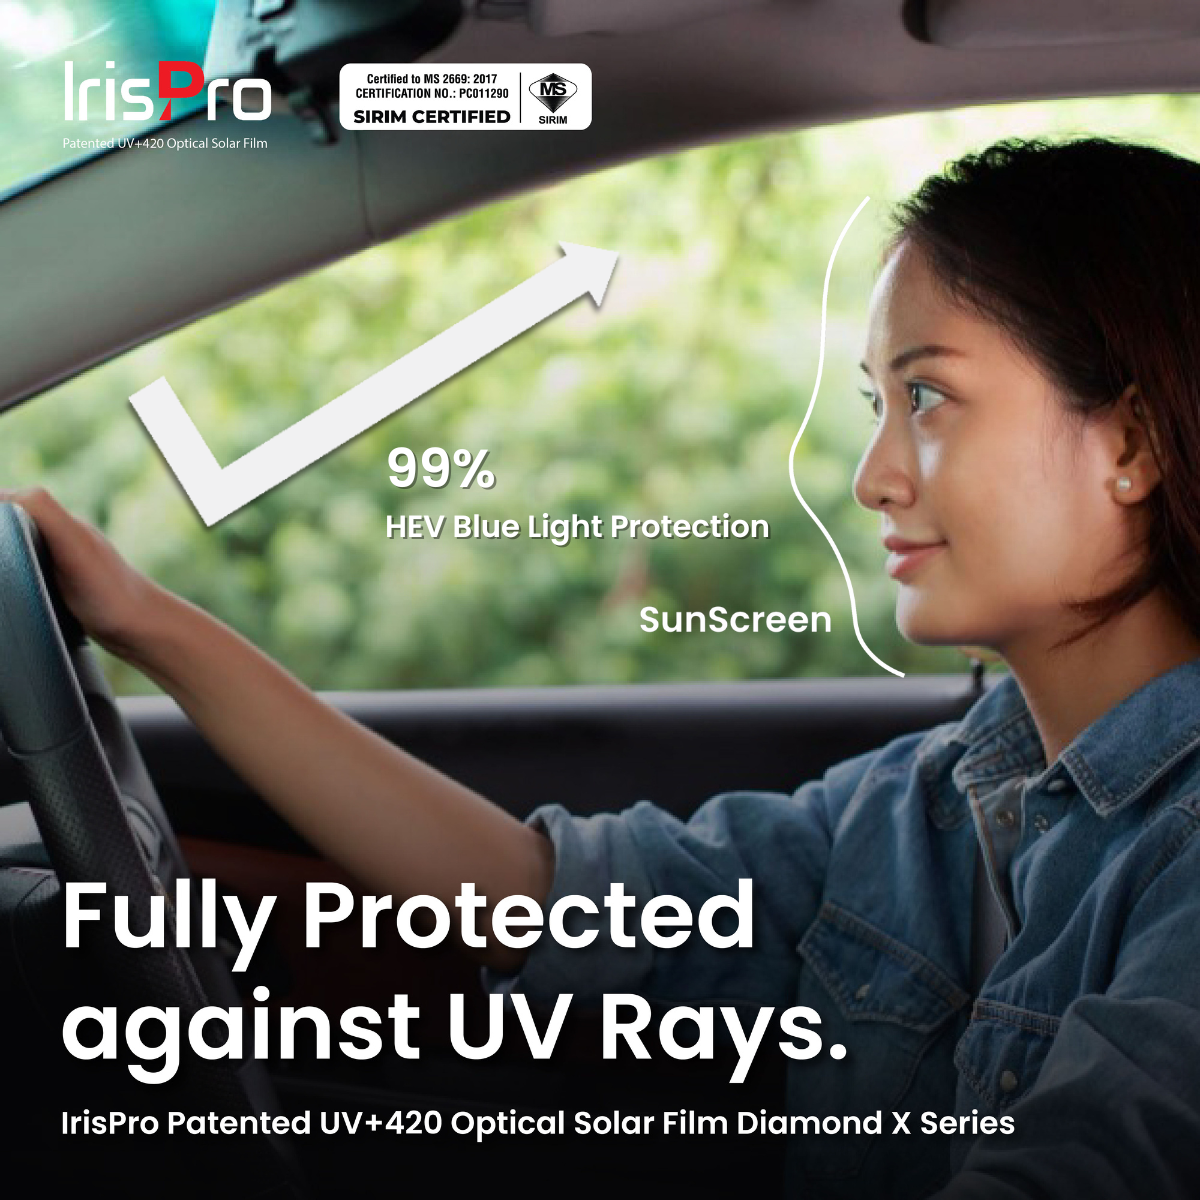 IrisPro
Patented UV+420 Optical Solar Film
Certified to MS 2669: 2017
CERTIFICATION NO.: PC011290
SIRIM CERTIFIED
MS
SIRIM
99%
HEV Blue Light Protection
SunScreen
Fully Protected
against UV Rays.
IrisPro Patented UV+420 Optical Solar Film Diamond X Series